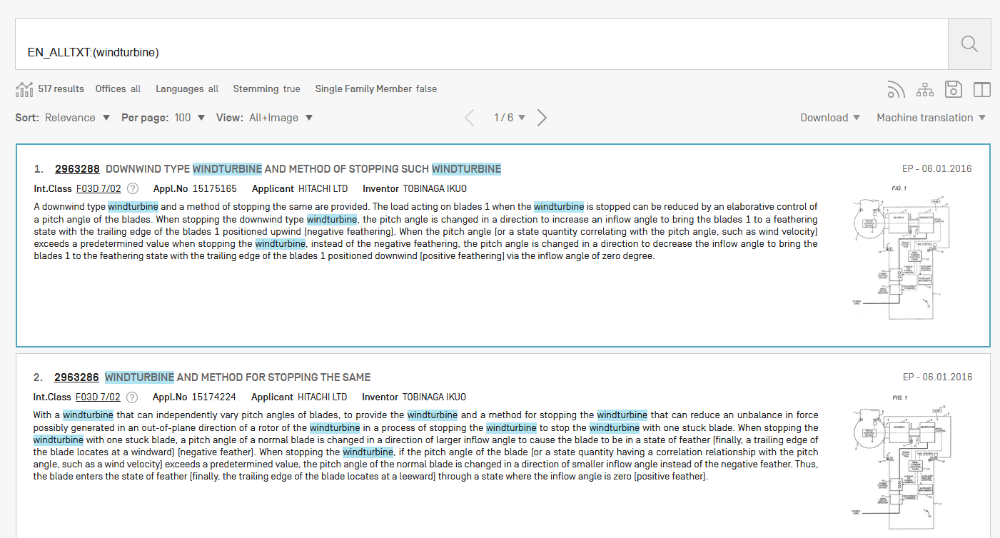 EN_ALLTXT:(windturbine)
517 results Offices all Languages all Stemming true Single Family Member false
Sort: Relevance Per page: 100 View: All+Image 1 / 6 Download Machine translation
1. 2963288 DOWNWIND TYPE WINDTURBINE AND METHOD OF STOPPING SUCH WINDTURBINE EP - 06.01.2016
Int.Class F03D 7/02 ? Appl.No 15175165 Applicant HITACHI LTD Inventor TOBINAGA IKUO
A downwind type windturbine and a method of stopping the same are provided. The load acting on blades 1 when the windturbine is stopped can be reduced by an elaborative control of
a pitch angle of the blades. When stopping the downwind type windturbine, the pitch angle is changed in a direction to increase an inflow angle to bring the blades 1 to a feathering
state with the trailing edge of the blades 1 positioned upwind (negative feathering). When the pitch angle (or a state quantity correlating with the pitch angle, such as wind velocity)
exceeds a predetermined value when stopping the windturbine, instead of the negative feathering, the pitch angle is changed in a direction to decrease the inflow angle to bring the
blades 1 to the feathering state with the trailing edge of the blades 1 positioned downwind (positive feathering) via the inflow angle of zero degree.
FIG. 1
GEARBOX
GENERATOR
POWER GRID
2. 2963286 WINDTURBINE AND METHOD FOR STOPPING THE SAME EP - 06.01.2016
Int.Class F03D 7/02 ? Appl.No 15174224 Applicant HITACHI LTD Inventor TOBINAGA IKUO
With a windturbine that can independently vary pitch angles of blades, to provide the windturbine and a method for stopping the windturbine that can reduce an unbalance in force
possibly generated in an out-of-plane direction of a rotor of the windturbine in a process of stopping the windturbine to stop the windturbine with one stuck blade. When stopping the
windturbine with one stuck blade, a pitch angle of a normal blade is changed in a direction of larger inflow angle to cause the blade to be in a state of feather (finally, a trailing edge of
the blade locates at a windward) (negative feather). When stopping the windturbine, if the pitch angle of the blade (or a state quantity having a correlation relationship with the pitch
angle, such as a wind velocity) exceeds a predetermined value, the pitch angle of the normal blade is changed in a direction of smaller inflow angle instead of the negative feather. Thus,
the blade enters the state of feather (finally, the trailing edge of the blade locates at a leeward) through a state where the inflow angle is zero (positive feather).
FIG. 1
GEARBOX
GENERATOR
POWER GRID